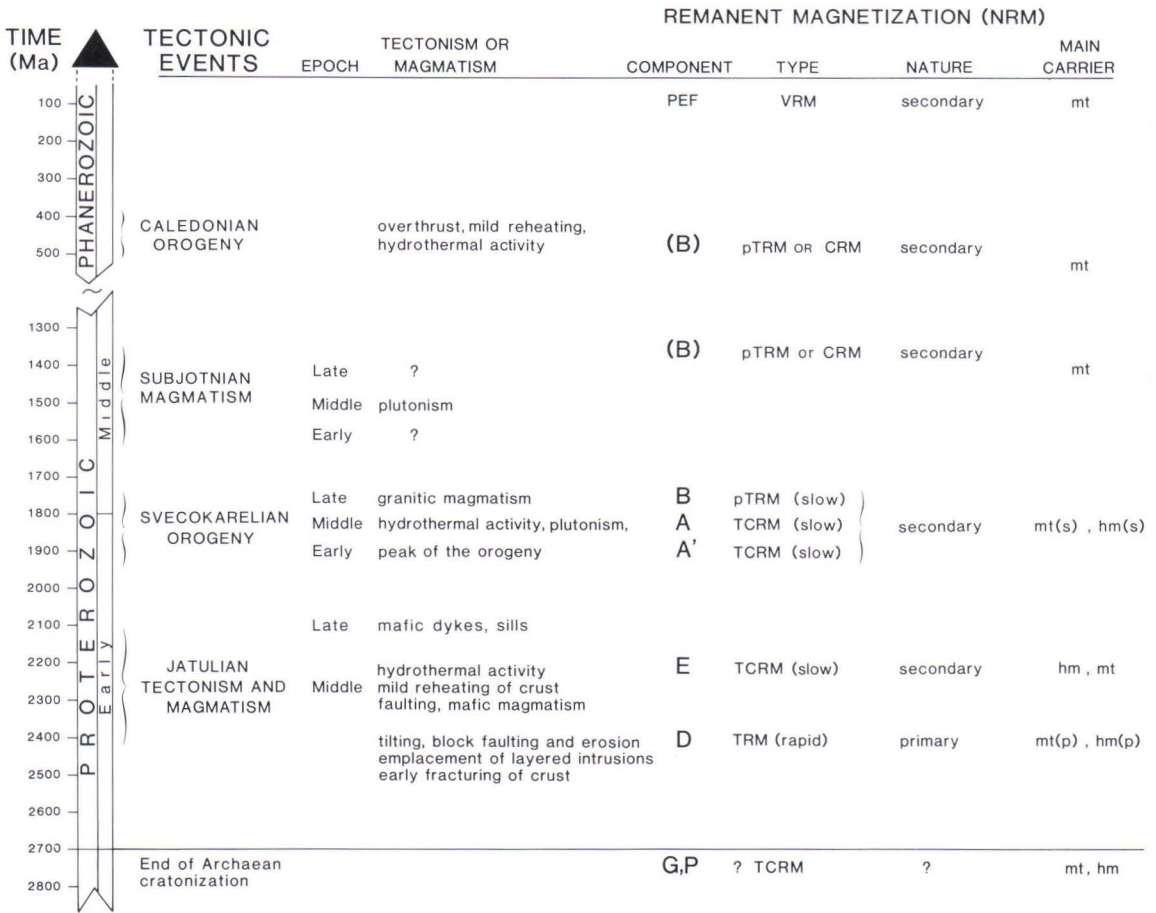 REMANENT MAGNETIZATION (NRM)
TIME (Ma) TECTONIC EVENTS EPOCH TECTONISM OR MAGMATISM COMPONENT TYPE NATURE MAIN CARRIER
PHANEROZOIC
PROTEROZOIC
Middle
Early
100 PEF VRM secondary mt
200
300
400
CALEDONIAN overthrust, mild reheating,
OROGENY hydrothermal activity (B) pTRM OR CRM secondary
500 mt
~
1300
(B) pTRM or CRM secondary
1400 Late ? mt
SUBJOTNIAN
MAGMATISM Middle plutonism
1500
1600 Early ?
1700
Late granitic magmatism B pTRM (slow)
1800 SVECOKARELIAN Middle hydrothermal activity, plutonism, A TCRM (slow) secondary mt(s) , hm(s)
OROGENY
1900 Early peak of the orogeny A' TCRM (slow)
2000
2100 Late mafic dykes, sills
2200 JATULIAN hydrothermal activity E TCRM (slow) secondary hm , mt
TECTONISM AND Middle mild reheating of crust
2300 MAGMATISM faulting, mafic magmatism
2400 tilting, block faulting and erosion D TRM (rapid) primary mt(p) , hm(p)
emplacement of layered intrusions
2500 early fracturing of crust
2600
2700
End of Archaean G,P ? TCRM ? mt, hm
cratonization
2800